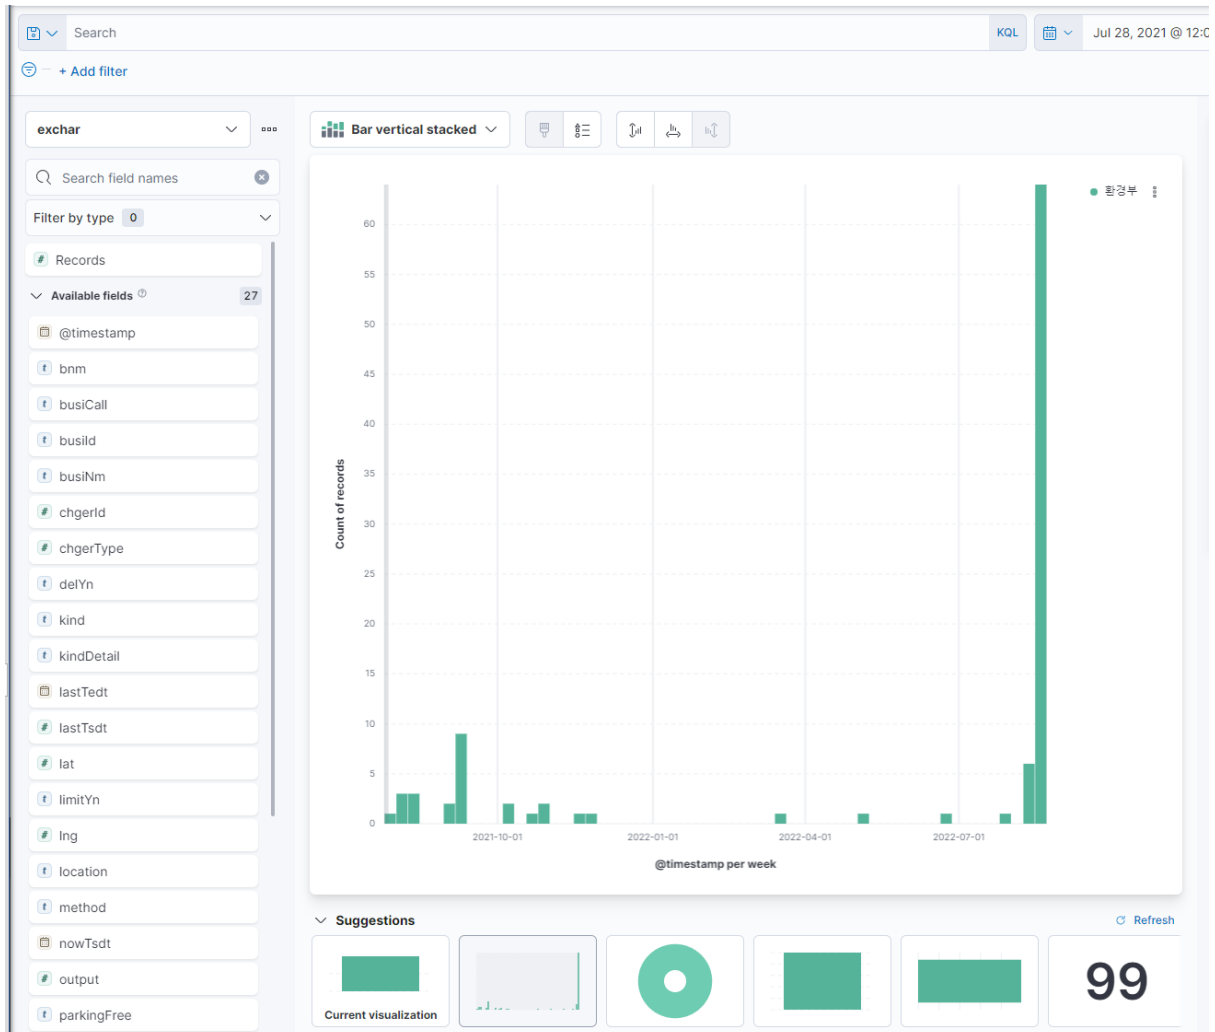 Search
KQL
Jul 28, 2021 @ 12:0
+ Add filter
exchar
Bar vertical stacked
Search field names
Filter by type 0
Records
Available fields 27
@timestamp
bnm
busiCall
busiId
busiNm
chgerId
chgerType
delYn
kind
kindDetail
lastTedt
lastTsdt
lat
limitYn
lng
location
method
nowTsdt
output
parkingFree
환경부
60
55
50
45
40
35
30
25
20
15
10
5
0
Count of records
2021-10-01
2022-01-01
2022-04-01
2022-07-01
@timestamp per week
Suggestions
Refresh
Current visualization
99